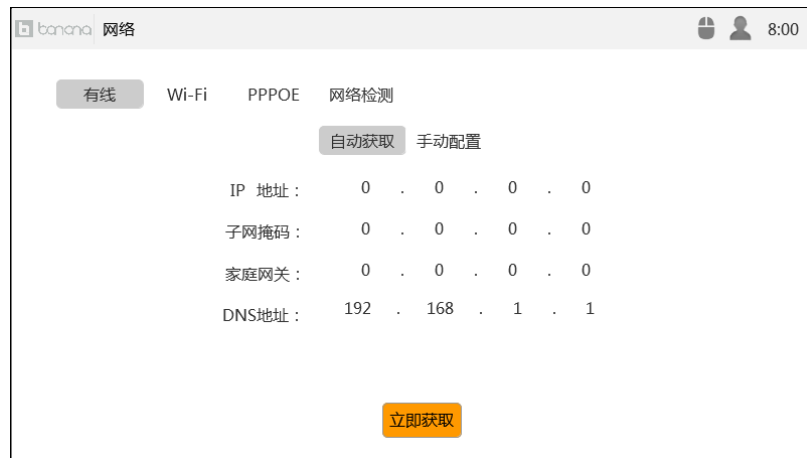 banana 网络 8:00
有线 Wi-Fi PPPOE 网络检测
自动获取 手动配置
IP 地址： 0 . 0 . 0 . 0
子网掩码： 0 . 0 . 0 . 0
家庭网关： 0 . 0 . 0 . 0
DNS地址： 192 . 168 . 1 . 1
立即获取